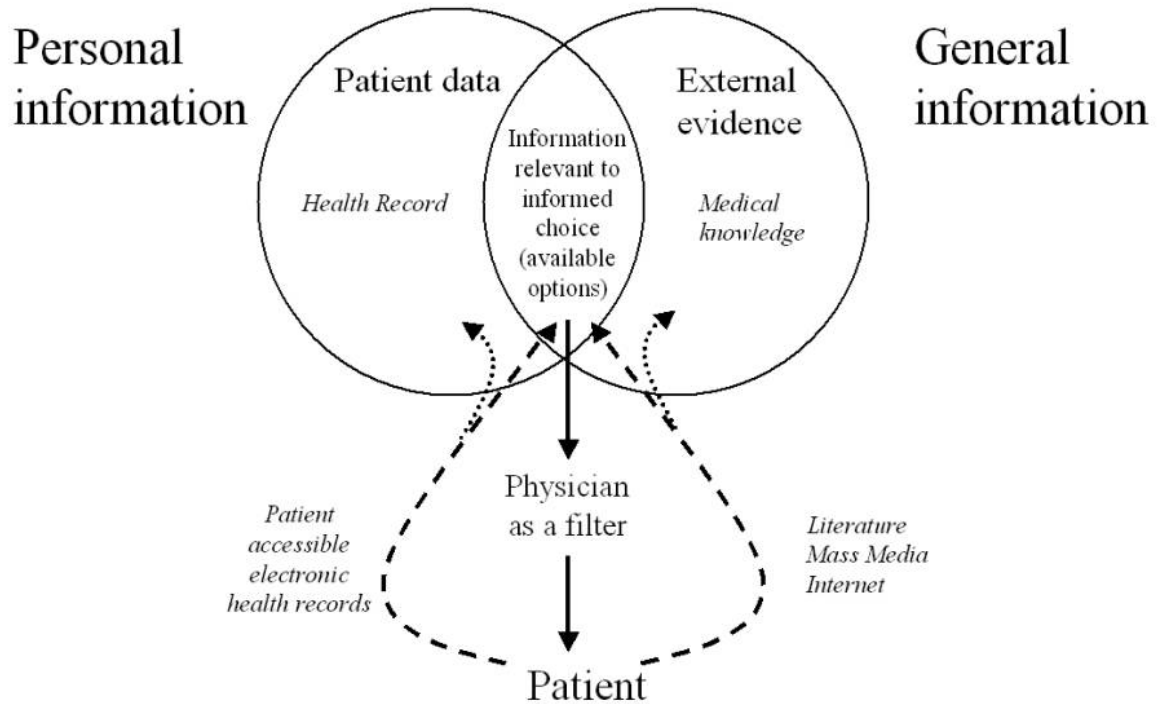 Personal
information
General
information
Patient data
External
evidence
Information
relevant to
informed
choice
(available
options)
Health Record
Medical
knowledge
Physician
as a filter
Patient
accessible
electronic
health records
Literature
Mass Media
Internet
Patient